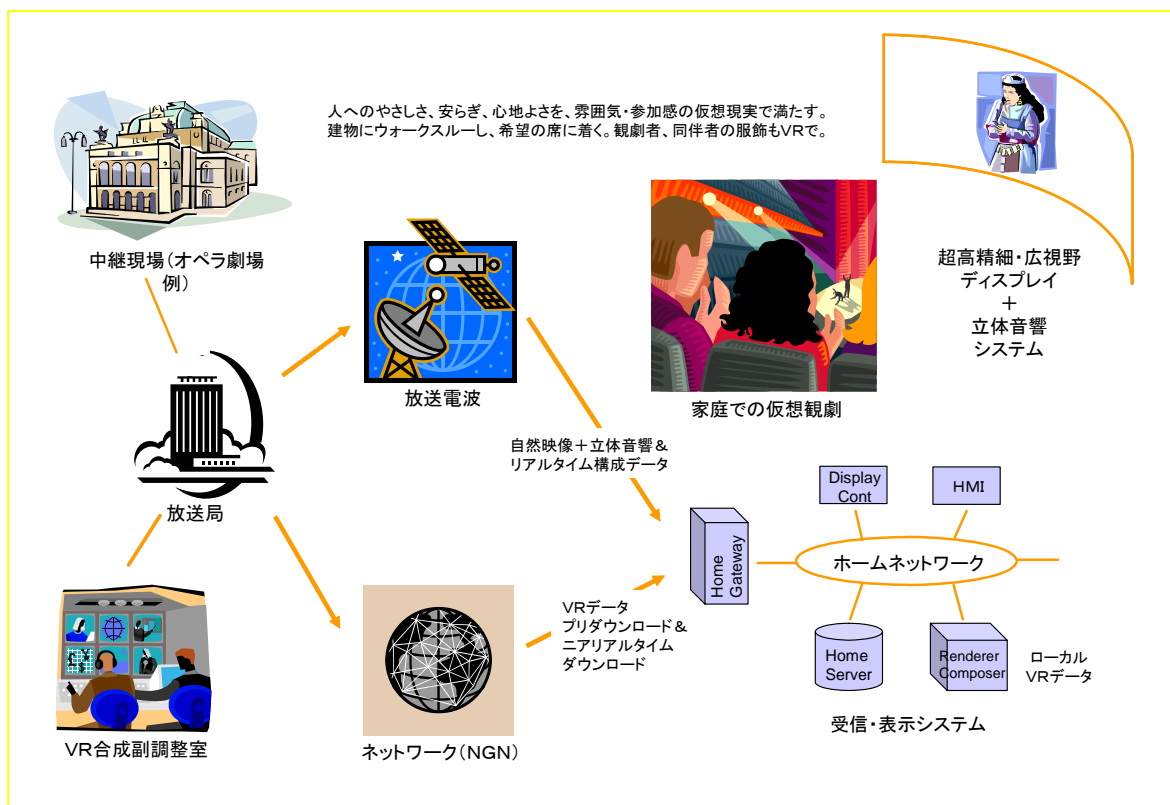 人へのやさしさ、安らぎ、心地よさを、雰囲気・参加感の仮想現実で満たす。
建物にウォークスルーし、希望の席に着く。観劇者、同伴者の服飾もVRで。
中継現場(オペラ劇場
例)
超高精細・広視野
ディスプレイ
+
立体音響
システム
放送電波
家庭での仮想観劇
自然映像+立体音響&
リアルタイム構成データ
放送局
Display
Cont
HMI
Home
Gateway
ホームネットワーク
VRデータ
プリダウンロード&
ニアリアルタイム
ダウンロード
Home
Server
Renderer
Composer
ローカル
VRデータ
受信・表示システム
VR合成副調整室
ネットワーク(NGN)